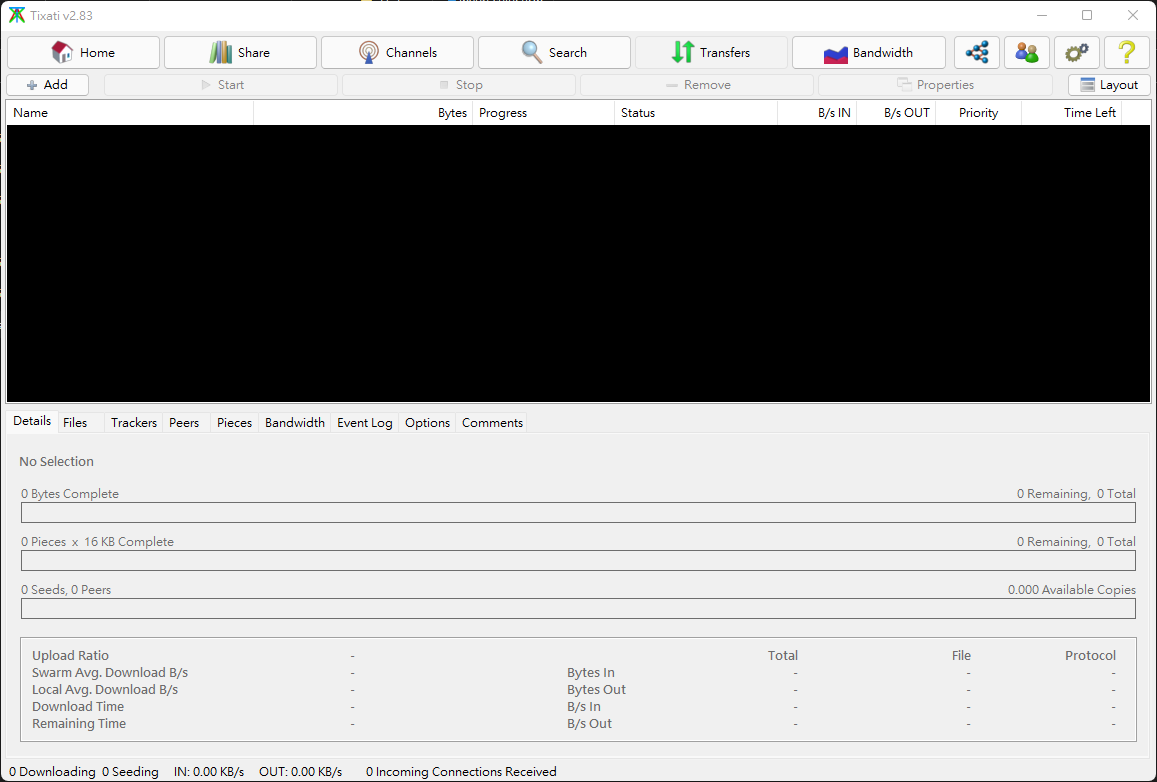 Tixati v2.83
Home Share Channels Search Transfers Bandwidth
Add Start Stop Remove Properties Layout
Name Bytes Progress Status B/s IN B/s OUT Priority Time Left
Details Files Trackers Peers Pieces Bandwidth Event Log Options Comments
No Selection
0 Bytes Complete 0 Remaining, 0 Total
0 Pieces x 16 KB Complete 0 Remaining, 0 Total
0 Seeds, 0 Peers 0.000 Available Copies
Upload Ratio - Total File Protocol
Swarm Avg. Download B/s - Bytes In - - -
Local Avg. Download B/s - Bytes Out - - -
Download Time - B/s In - - -
Remaining Time - B/s Out - - -
0 Downloading 0 Seeding IN: 0.00 KB/s OUT: 0.00 KB/s 0 Incoming Connections Received